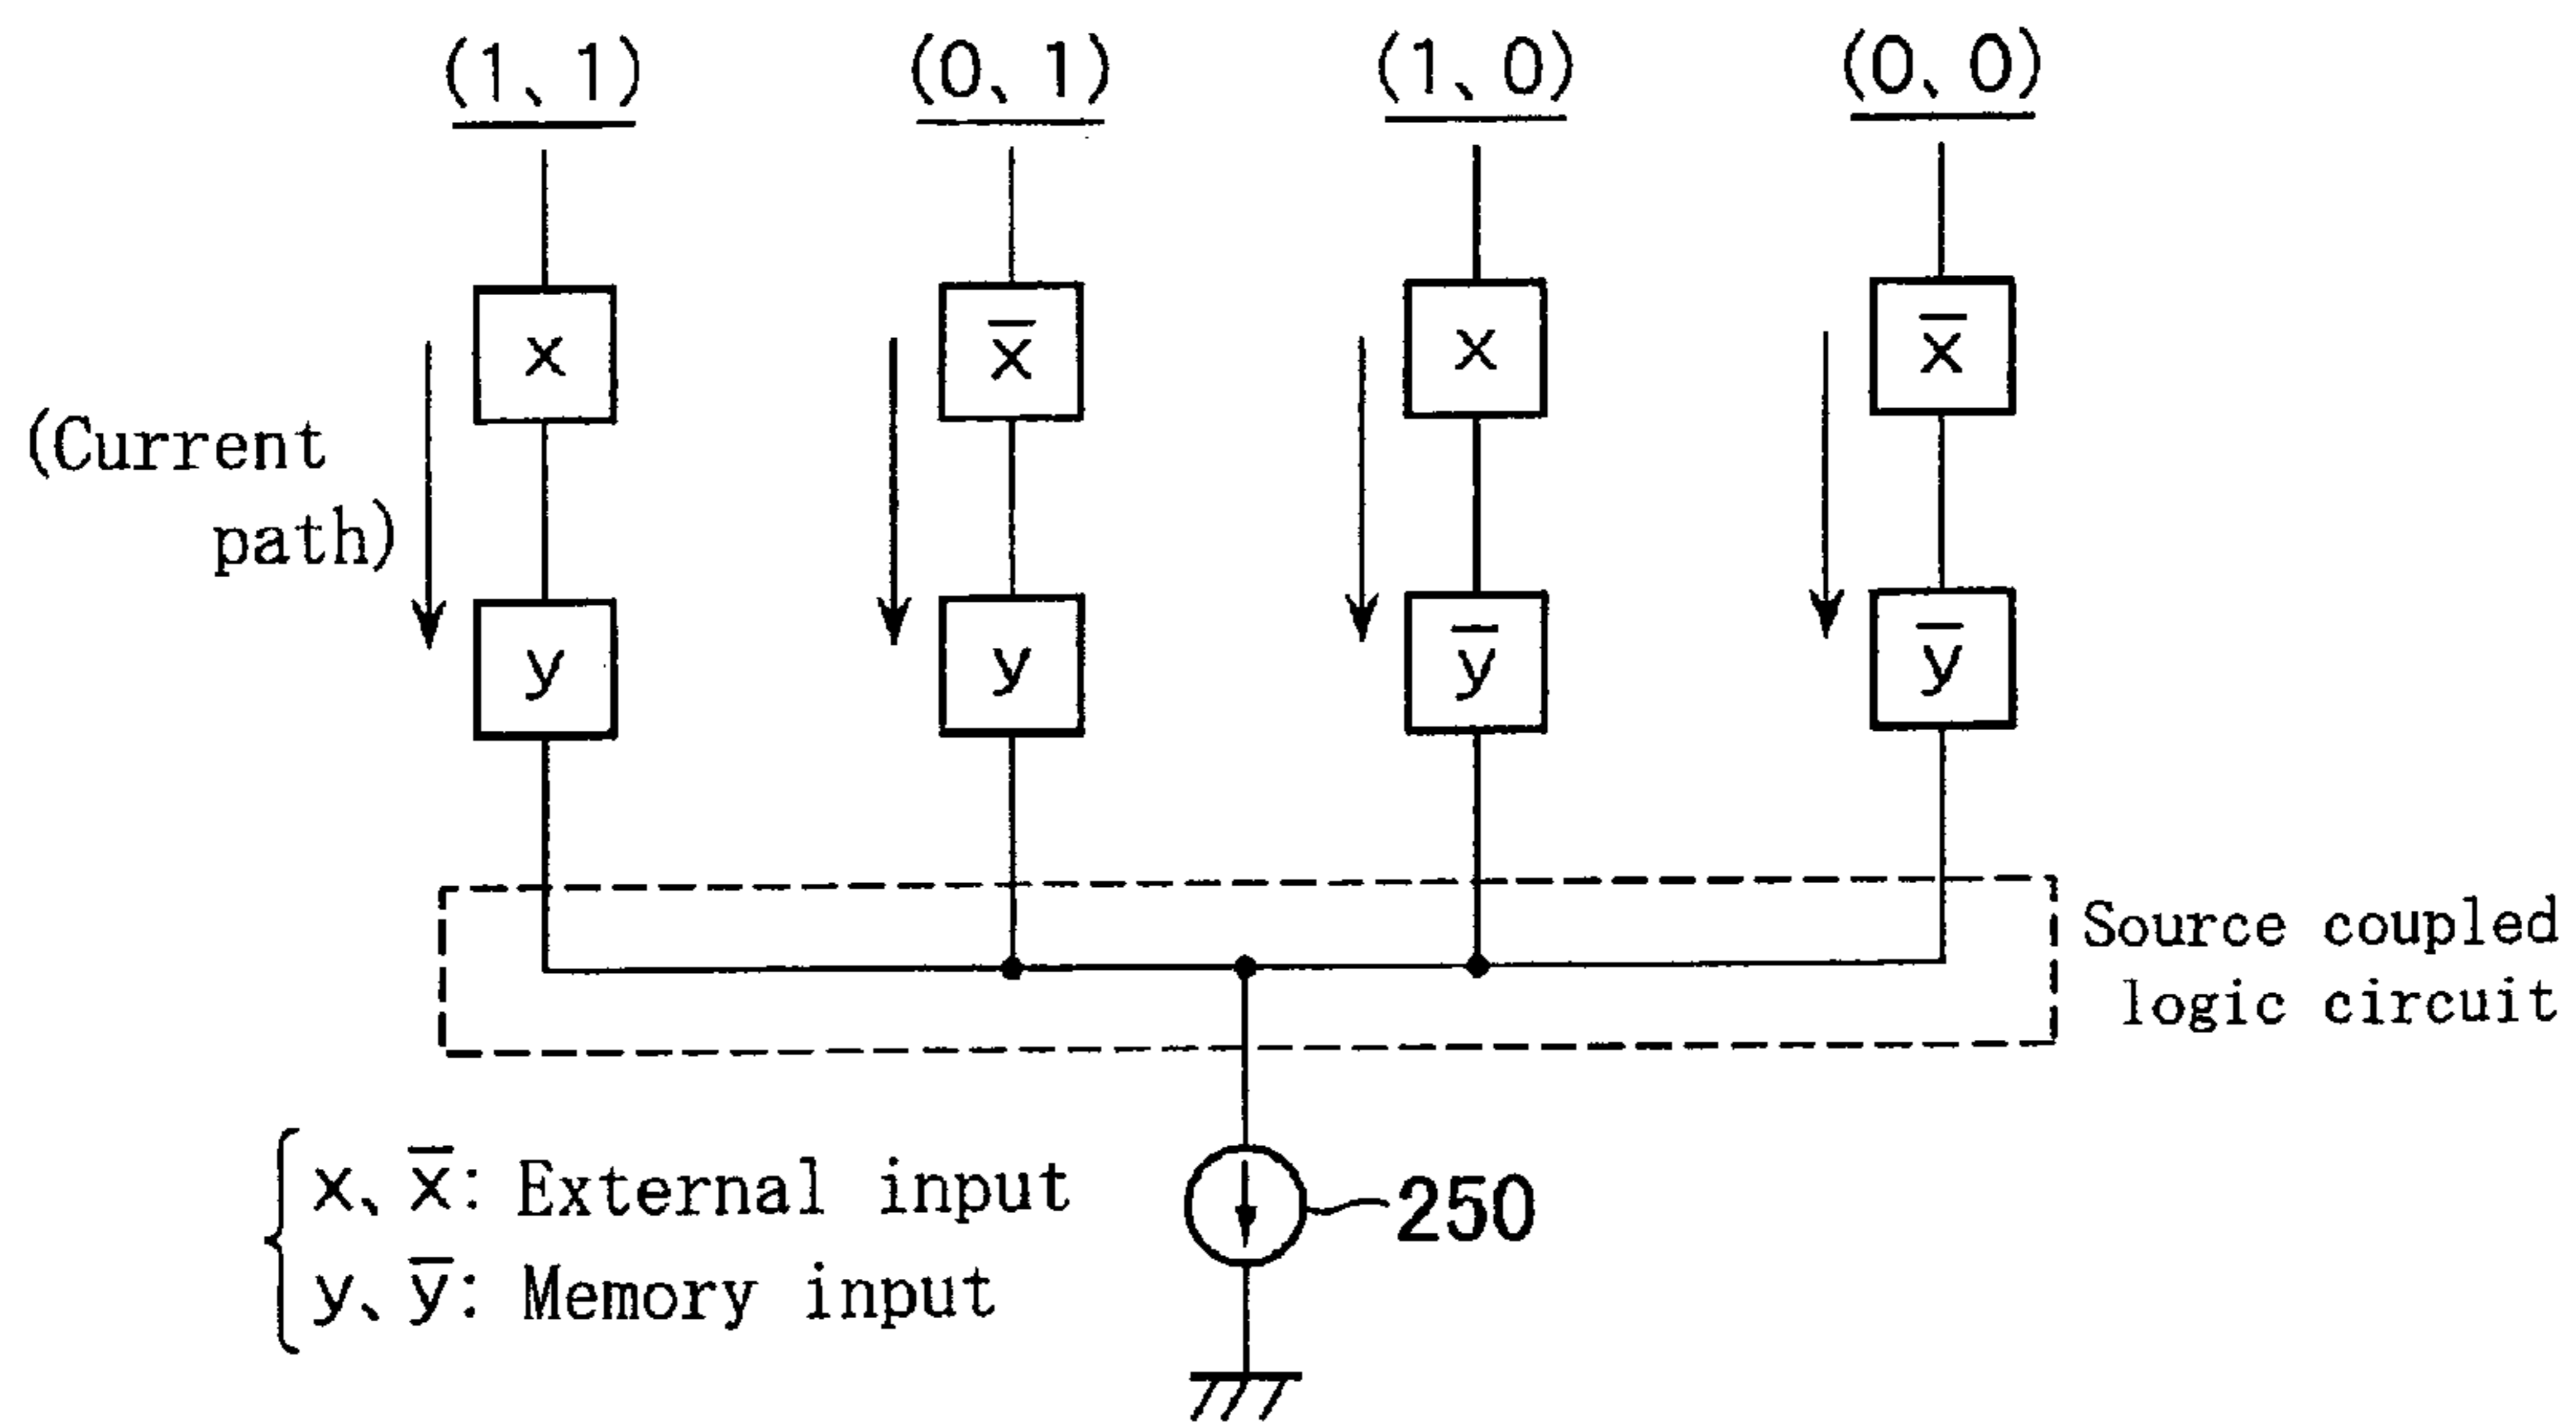 (1、1) (0、1) (1、0) (0、0)
x x̅ x x̅
(Current
path)
y y y̅ y̅
Source coupled
logic circuit
x、x̅: External input
250
y、y̅: Memory input